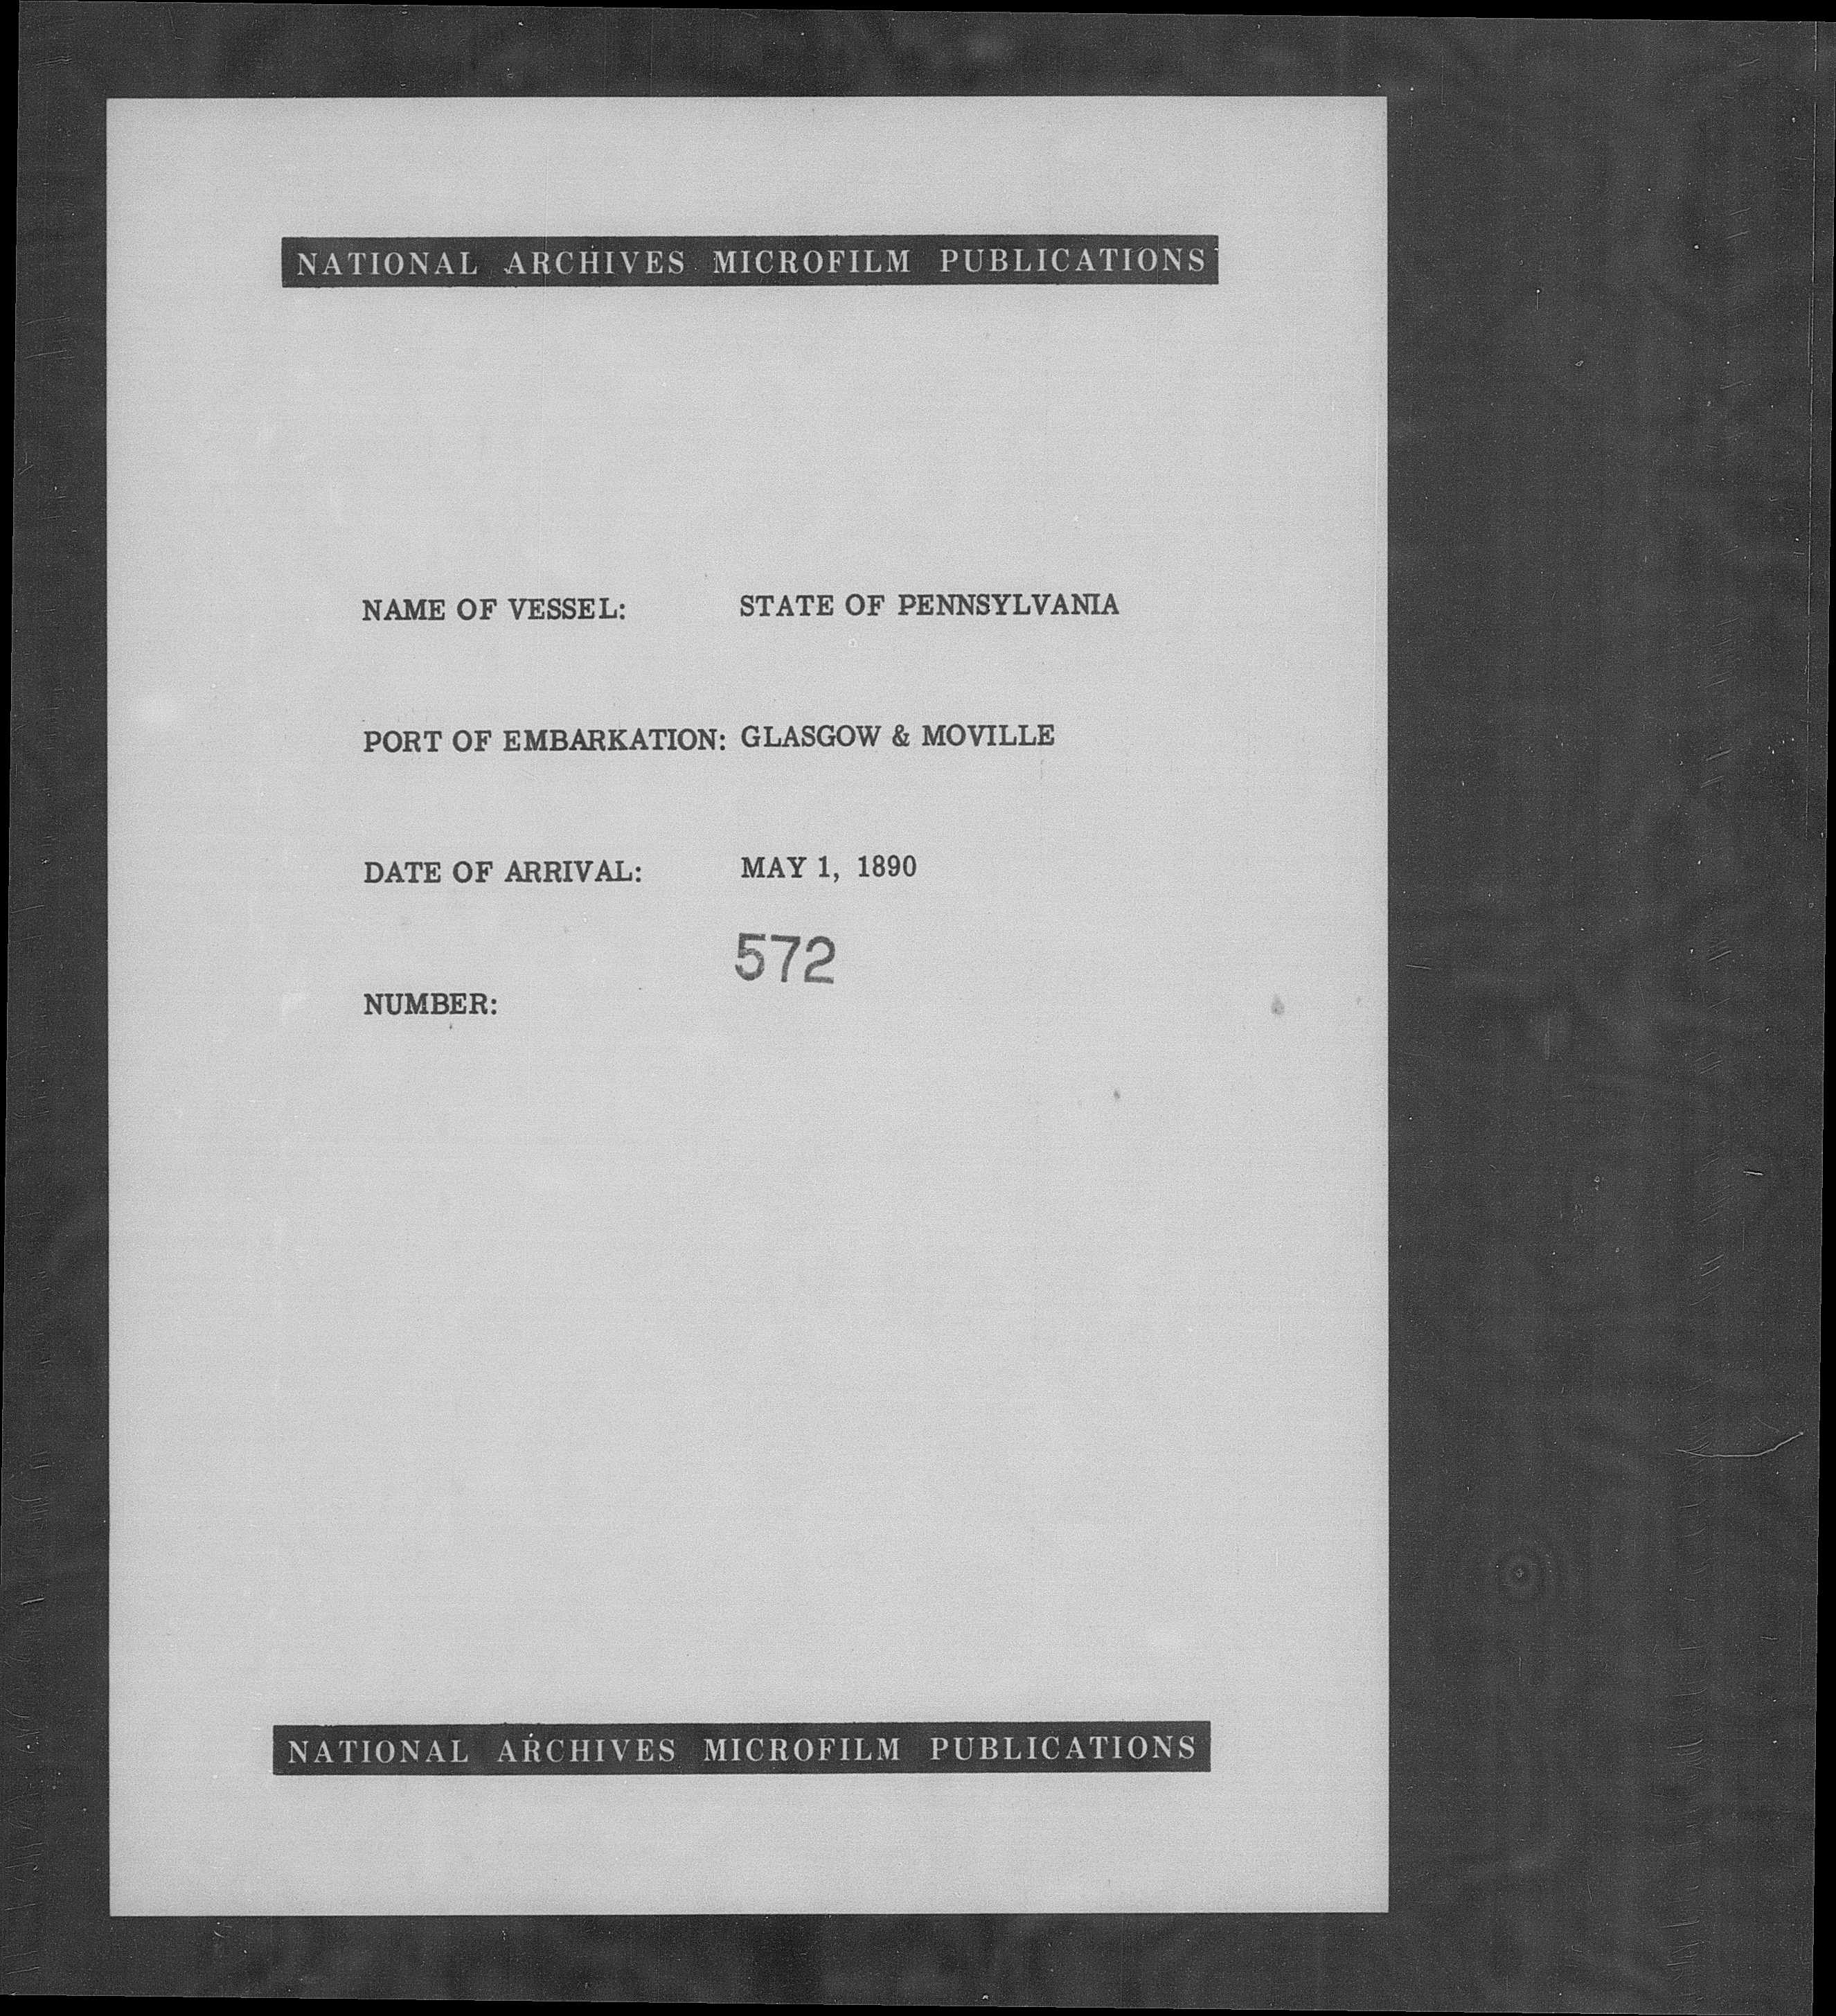 NATIONAL ARCHIVES MICROFILM PUBLICATIONS
NAME OF VESSEL: STATE OF PENNSYLVANIA
PORT OF EMBARKATION: GLASGOW & MOVILLE
DATE OF ARRIVAL: MAY 1, 1890
572
NUMBER:
NATIONAL ARCHIVES MICROFILM PUBLICATIONS